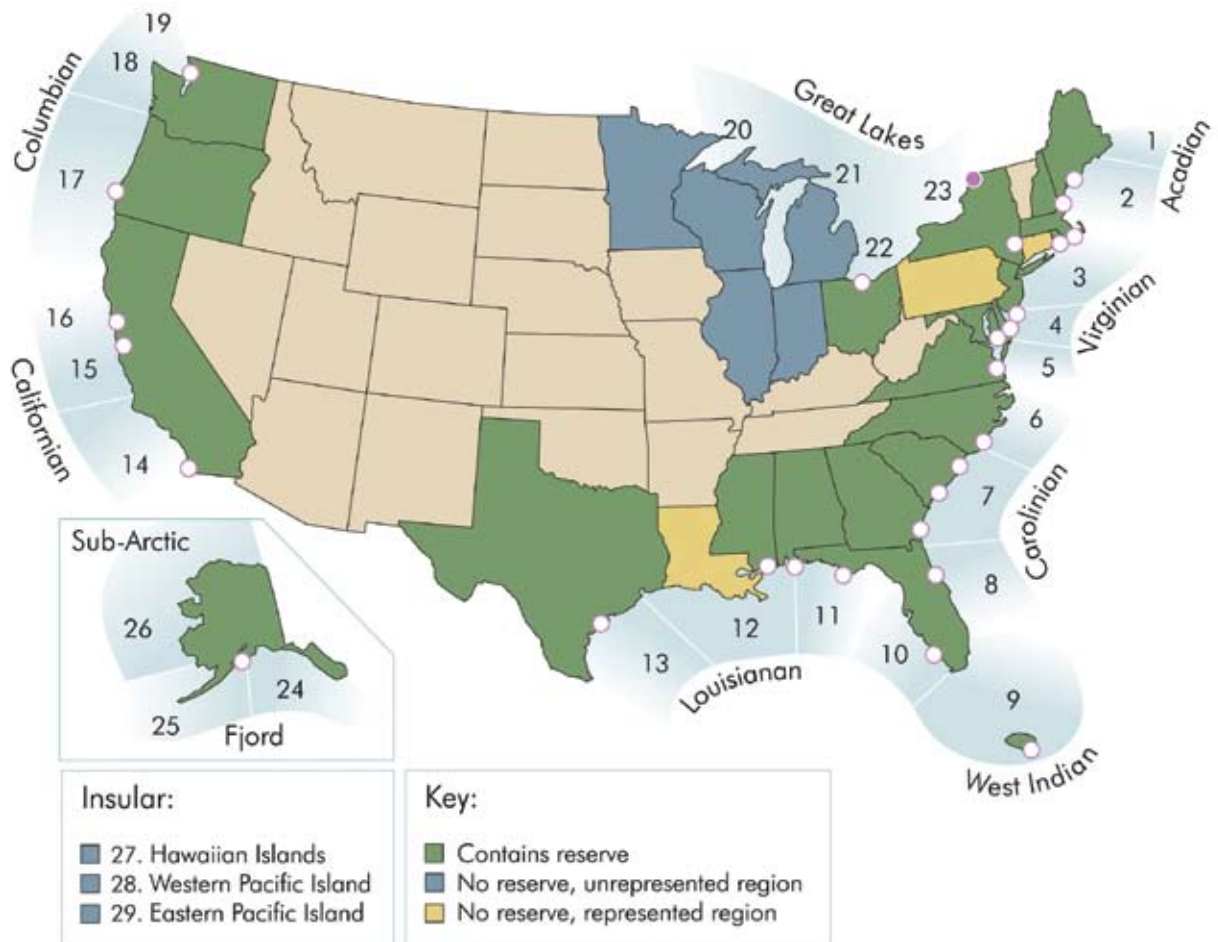 19
18
Columbian
17
16
15
Californian
14
Great Lakes
20
21
22
23
1
2
Acadian
3
4
5
Virginian
6
7
8
Carolinian
9
West Indian
10
11
12
13
Louisianan
Sub-Arctic
26
25
24
Fjord
Insular:
27. Hawaiian Islands
28. Western Pacific Island
29. Eastern Pacific Island
Key:
Contains reserve
No reserve, unrepresented region
No reserve, represented region